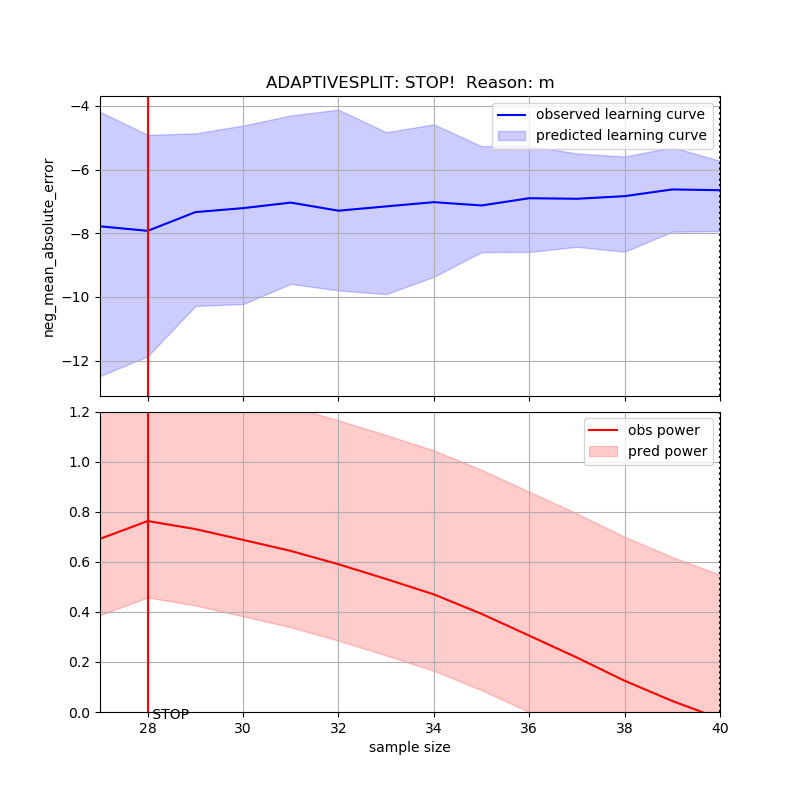 ADAPTIVESPLIT: STOP!  Reason: m
observed learning curve
predicted learning curve
neg_mean_absolute_error
−4
−6
−8
−10
−12
obs power
pred power
1.2
1.0
0.8
0.6
0.4
0.2
0.0
STOP
28
30
32
34
36
38
40
sample size